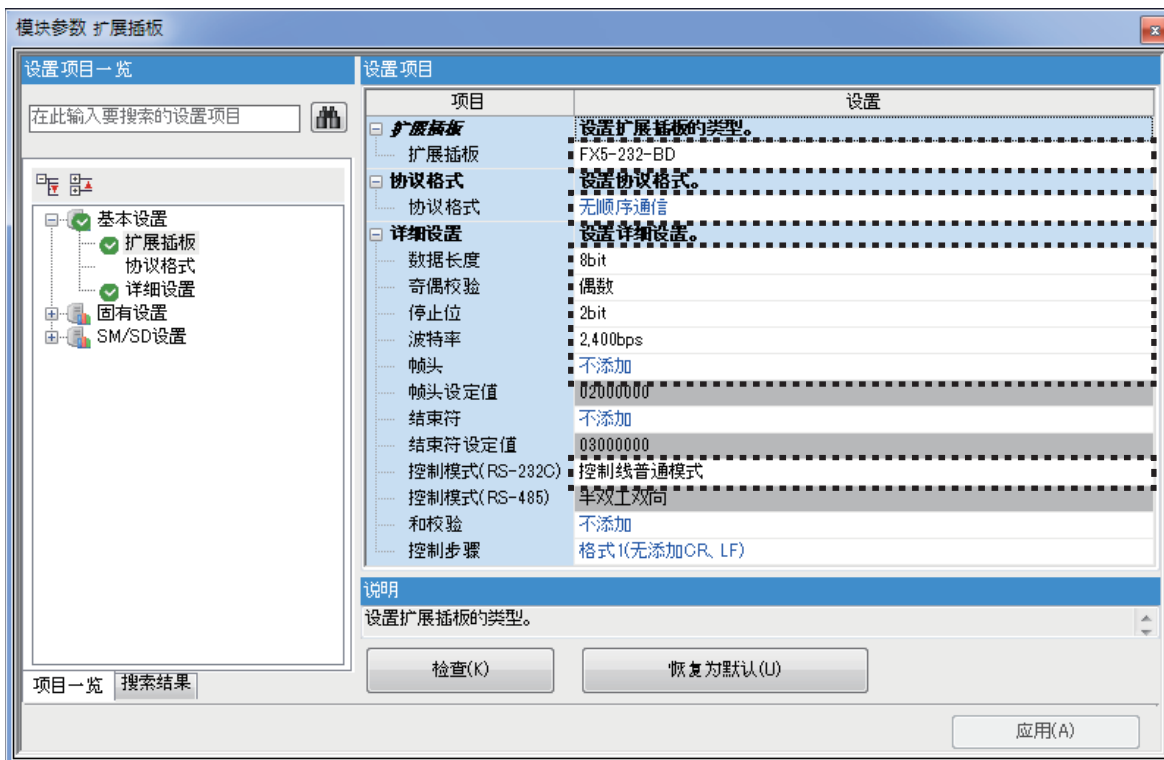 模块参数 扩展插板
设置项目一览
在此输入要搜索的设置项目
基本设置
扩展插板
协议格式
详细设置
固有设置
SM/SD设置
项目一览
搜索结果
设置项目
项目 设置
扩展插板 设置扩展插板的类型。
扩展插板 FX5-232-BD
协议格式 设置协议格式。
协议格式 无顺序通信
详细设置 设置详细设置。
数据长度 8bit
奇偶校验 偶数
停止位 2bit
波特率 2,400bps
帧头 不添加
帧头设定值 02000000
结束符 不添加
结束符设定值 03000000
控制模式(RS-232C) 控制线普通模式
控制模式(RS-485) 半双工双向
和校验 不添加
控制步骤 格式1(无添加CR、LF)
说明
设置扩展插板的类型。
检查(K) 恢复为默认(U)
应用(A)